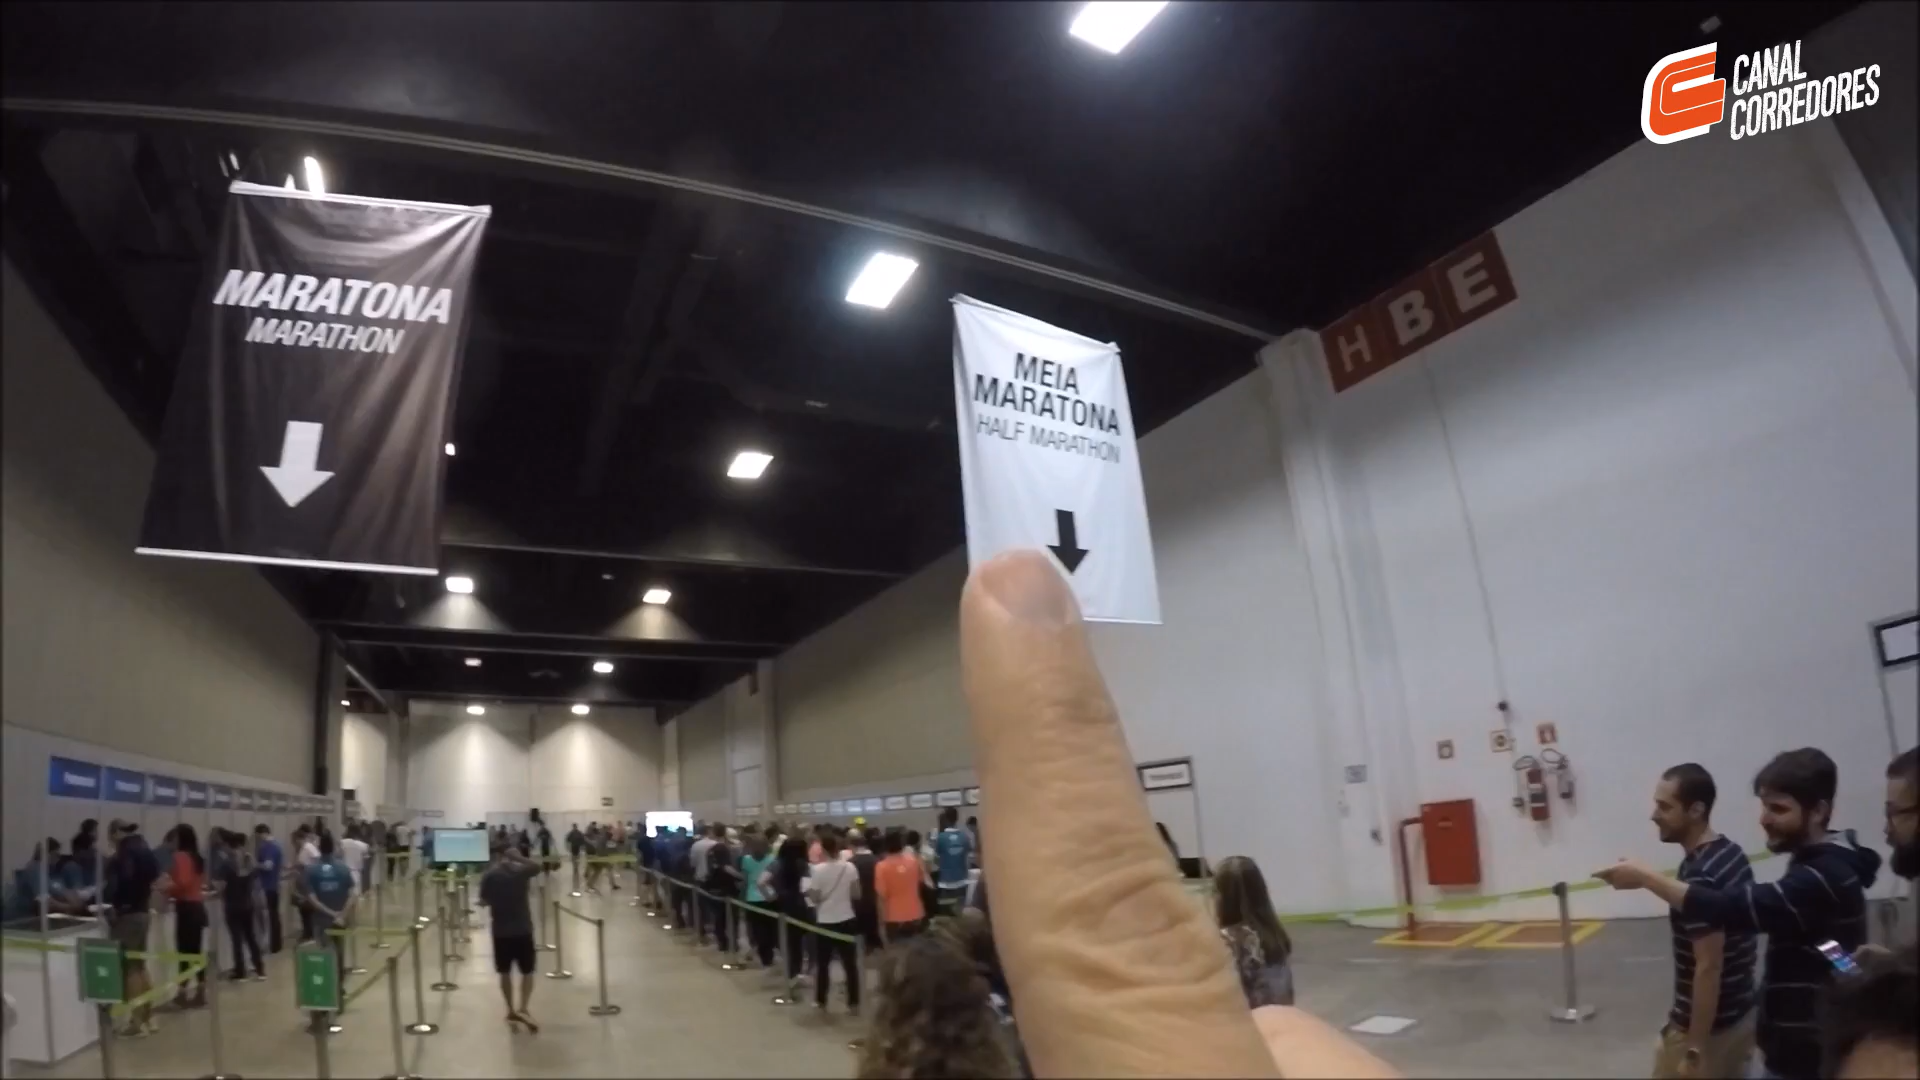 CANAL
CORREDORES
MARATONA
MARATHON
MEIA
MARATONA
HALF MARATHON
HBE